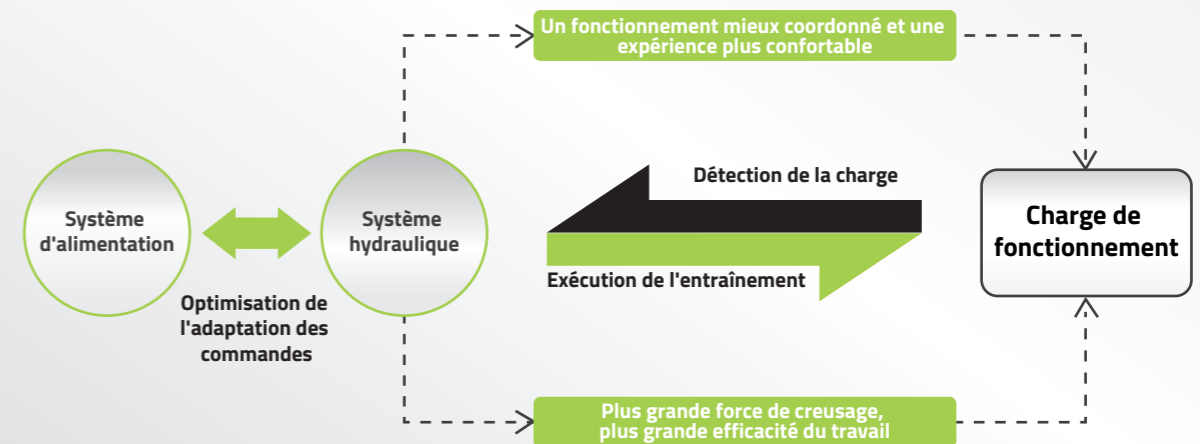 Un fonctionnement mieux coordonné et une
expérience plus confortable
Détection de la charge
Système
d'alimentation
Système
hydraulique
Charge de
fonctionnement
Exécution de l'entraînement
Optimisation de
l'adaptation des
commandes
Plus grande force de creusage,
plus grande efficacité du travail